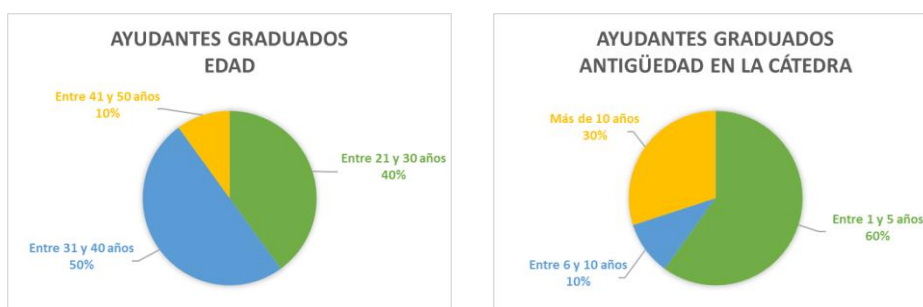 AYUDANTES GRADUADOS
EDAD
Entre 41 y 50 años
10%
Entre 21 y 30 años
40%
Entre 31 y 40 años
50%
AYUDANTES GRADUADOS
ANTIGÜEDAD EN LA CÁTEDRA
Más de 10 años
30%
Entre 1 y 5 años
60%
Entre 6 y 10 años
10%